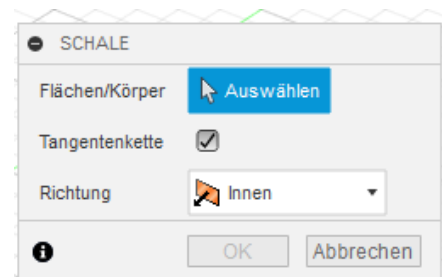 SCHALE
Flächen/Körper Auswählen
Tangentenkette
Richtung Innen
OK Abbrechen